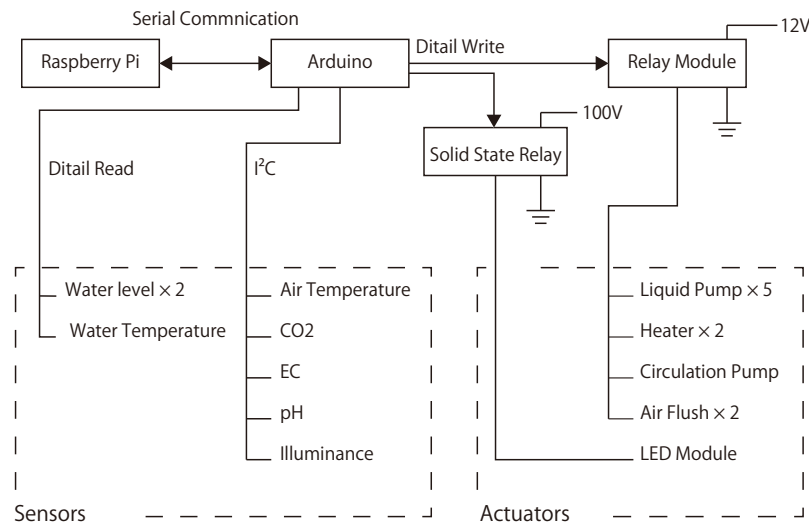 Serial Commnication
12V
Raspberry Pi
Arduino
Ditail Write
Relay Module
100V
Solid State Relay
Ditail Read
I²C
Water level × 2
Water Temperature
Air Temperature
CO2
EC
pH
Illuminance
Liquid Pump × 5
Heater × 2
Circulation Pump
Air Flush × 2
LED Module
Sensors
Actuators